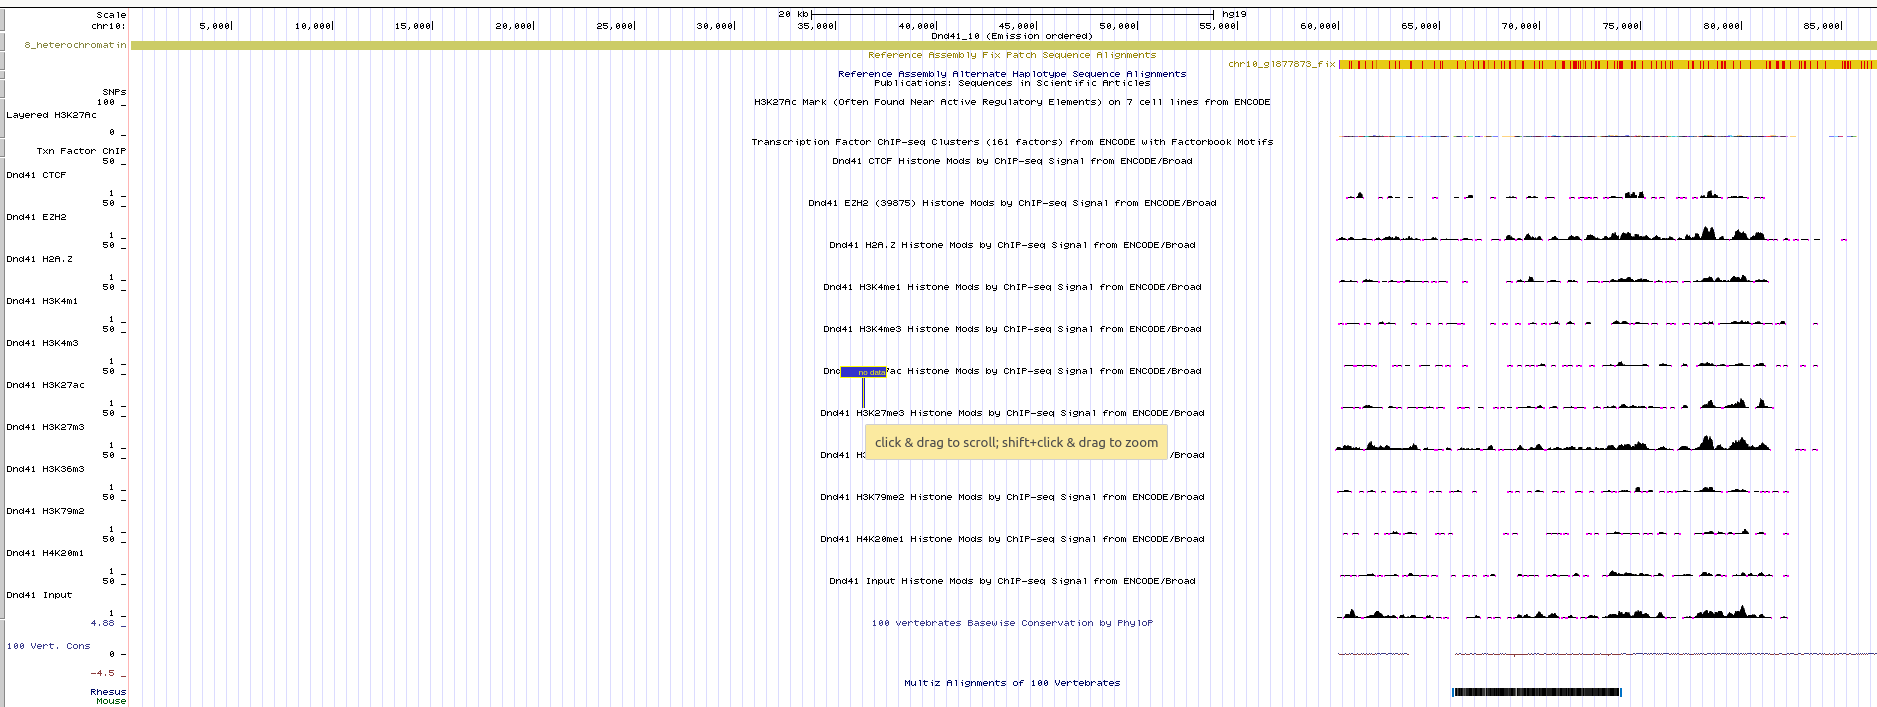 Scale 20 kb hg19
chr10: 5,000 10,000 15,000 20,000 25,000 30,000 35,000 40,000 45,000 50,000 55,000 60,000 65,000 70,000 75,000 80,000 85,000
Dnd41_10 (Emission ordered)
8_heterochromatin
Reference Assembly Fix Patch Sequence Alignments
chr10_gl877873_fix
Reference Assembly Alternate Haplotype Sequence Alignments
Publications: Sequences in Scientific Articles
SNPs
100 _ H3K27Ac Mark (Often Found Near Active Regulatory Elements) on 7 cell lines from ENCODE
Layered H3K27Ac
0 _
Transcription Factor ChIP-seq Clusters (161 factors) from ENCODE with Factorbook Motifs
Txn Factor ChIP
50 _ Dnd41 CTCF Histone Mods by ChIP-seq Signal from ENCODE/Broad
Dnd41 CTCF
1 _
50 _ Dnd41 EZH2 (39875) Histone Mods by ChIP-seq Signal from ENCODE/Broad
Dnd41 EZH2
1 _
50 _ Dnd41 H2A.Z Histone Mods by ChIP-seq Signal from ENCODE/Broad
Dnd41 H2A.Z
1 _
50 _ Dnd41 H3K4me1 Histone Mods by ChIP-seq Signal from ENCODE/Broad
Dnd41 H3K4m1
1 _
50 _ Dnd41 H3K4me3 Histone Mods by ChIP-seq Signal from ENCODE/Broad
Dnd41 H3K4m3
1 _
50 _ Dnd no data 7ac Histone Mods by ChIP-seq Signal from ENCODE/Broad
Dnd41 H3K27ac
1 _
50 _ Dnd41 H3K27me3 Histone Mods by ChIP-seq Signal from ENCODE/Broad
Dnd41 H3K27m3
click & drag to scroll; shift+click & drag to zoom
1 _
50 _ Dnd41 H3 /Broad
Dnd41 H3K36m3
1 _
50 _ Dnd41 H3K79me2 Histone Mods by ChIP-seq Signal from ENCODE/Broad
Dnd41 H3K79m2
1 _
50 _ Dnd41 H4K20me1 Histone Mods by ChIP-seq Signal from ENCODE/Broad
Dnd41 H4K20m1
1 _
50 _ Dnd41 Input Histone Mods by ChIP-seq Signal from ENCODE/Broad
Dnd41 Input
1 _
4.88 _ 100 vertebrates Basewise Conservation by PhyloP
100 Vert. Cons
0 _
-4.5 _
Multiz Alignments of 100 Vertebrates
Rhesus
Mouse